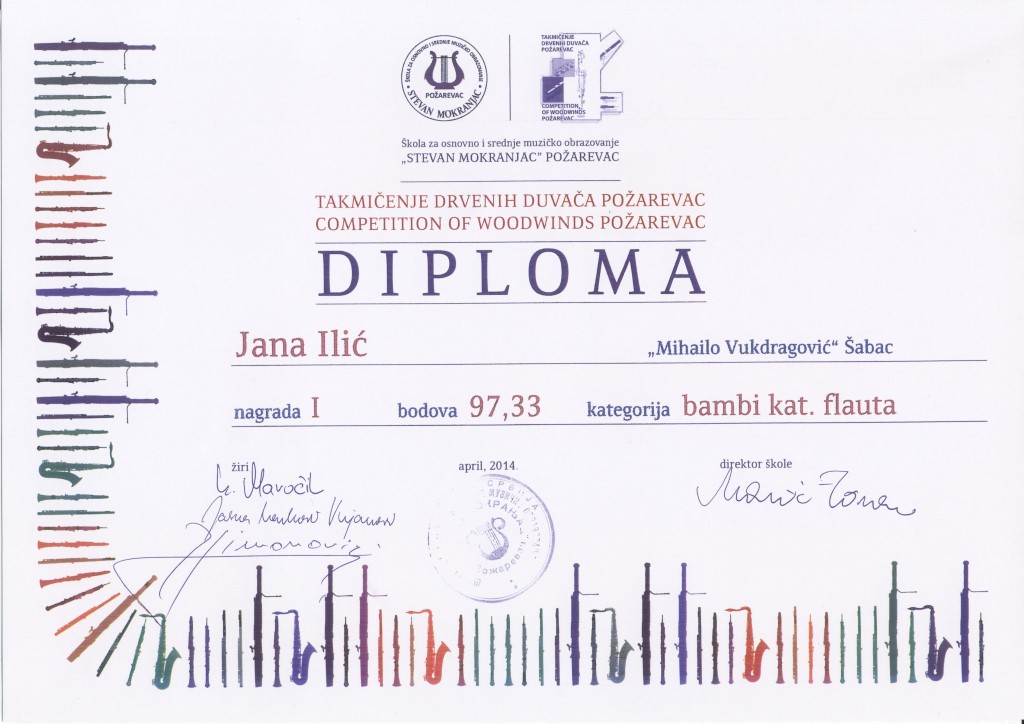 ŠKOLA ZA OSNOVNO I SREDNJE MUZIČKO OBRAZOVANJE
POŽAREVAC
• STEVAN MOKRANJAC •
TAKMIČENJE
DRVENIH DUVAČA
POŽAREVAC
COMPETITION
OF WOODWINDS
POŽAREVAC
Škola za osnovno i srednje muzičko obrazovanje
„STEVAN MOKRANJAC" POŽAREVAC
TAKMIČENJE DRVENIH DUVAČA POŽAREVAC
COMPETITION OF WOODWINDS POŽAREVAC
DIPLOMA
Jana Ilić „Mihailo Vukdragović“ Šabac
nagrada I bodova 97,33 kategorija bambi kat. flauta
žiri april, 2014. direktor škole